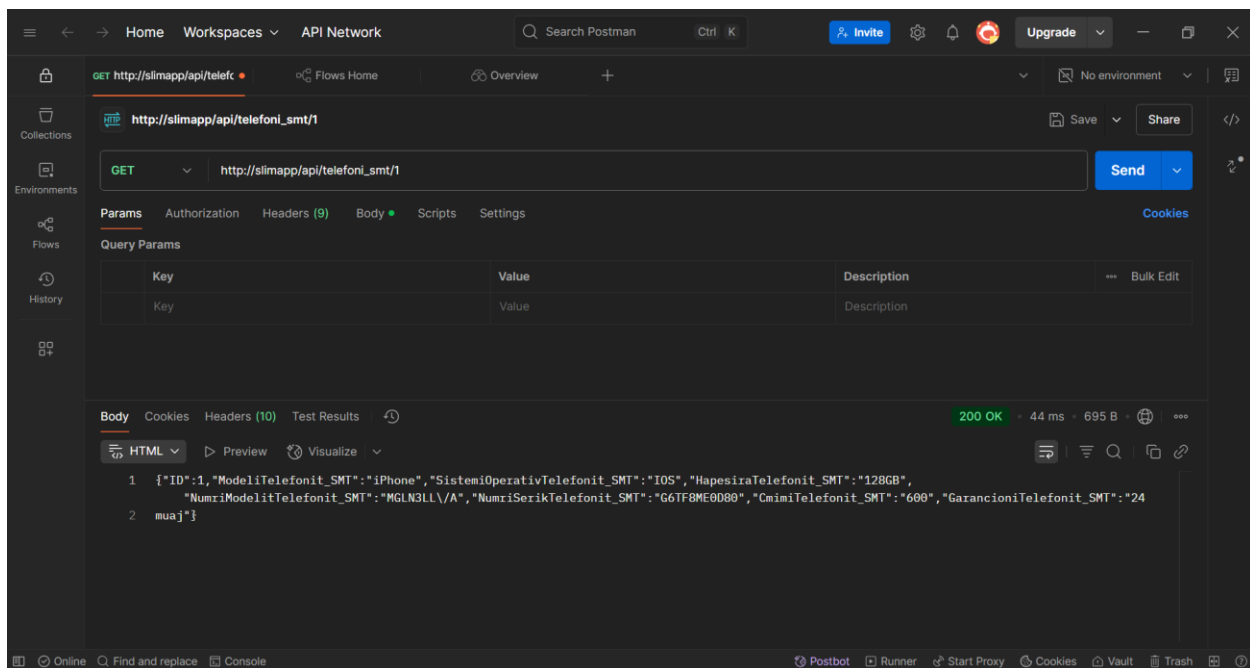 Home Workspaces API Network Search Postman Ctrl K Invite Upgrade
GET http://slimapp/api/telefc Flows Home Overview No environment
HTTP http://slimapp/api/telefoni_smt/1 Save Share
Collections
GET http://slimapp/api/telefoni_smt/1 Send
Environments
Params Authorization Headers (9) Body Scripts Settings Cookies
Flows
Query Params
Key Value Description Bulk Edit
History
Key Value Description
Body Cookies Headers (10) Test Results 200 OK 44 ms 695 B
HTML Preview Visualize
1 {"ID":1,"ModeliTelefonit_SMT":"iPhone","SistemiOperativTelefonit_SMT":"IOS","HapesiraTelefonit_SMT":"128GB",
"NumriModelitTelefonit_SMT":"MGLN3LL\/A","NumriSerikTelefonit_SMT":"G6TF8ME0D80","CmimiTelefonit_SMT":"600","GarancioniTelefonit_SMT":"24
2 muaj"}
Online Find and replace Console Postbot Runner Start Proxy Cookies Vault Trash